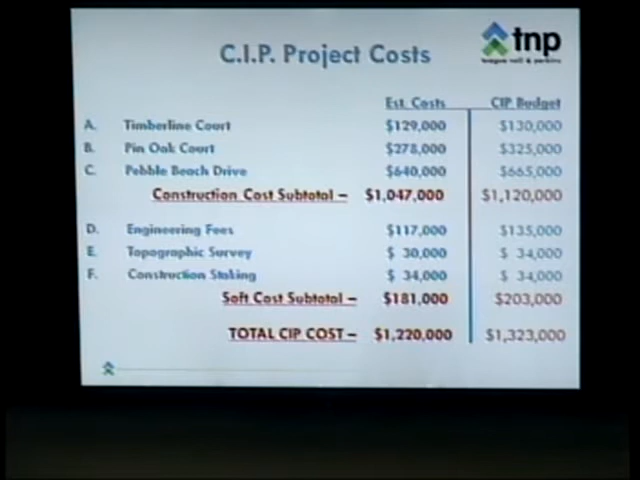 tnp
teague nall & perkins
C.I.P. Project Costs
Est. Costs CIP Budget
A. Timberline Court $129,000 $130,000
B. Pin Oak Court $278,000 $325,000
C. Pebble Beach Drive $640,000 $665,000
Construction Cost Subtotal – $1,047,000 $1,120,000
D. Engineering Fees $117,000 $135,000
E. Topographic Survey $ 30,000 $ 34,000
F. Construction Staking $ 34,000 $ 34,000
Soft Cost Subtotal – $181,000 $203,000
TOTAL CIP COST – $1,220,000 $1,323,000